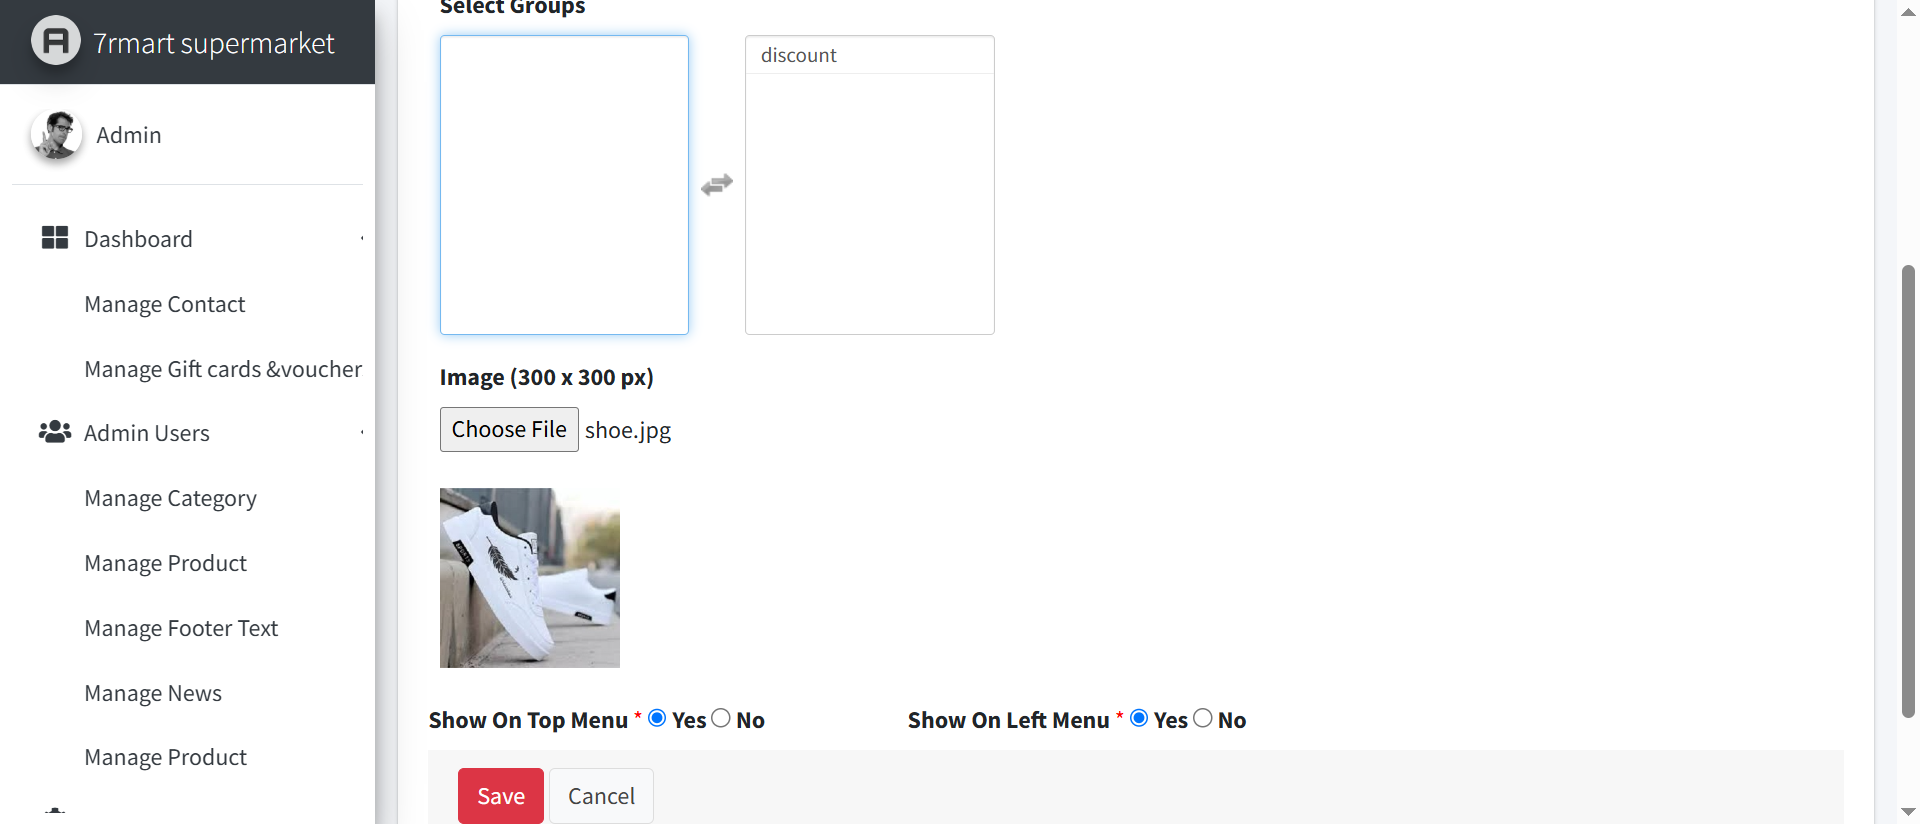 7rmart supermarket
Admin
Dashboard
Manage Contact
Manage Gift cards &voucher
Admin Users
Manage Category
Manage Product
Manage Footer Text
Manage News
Manage Product
Select Groups
discount
Image (300 x 300 px)
Choose File shoe.jpg
Show On Top Menu * Yes No
Show On Left Menu * Yes No
Save Cancel